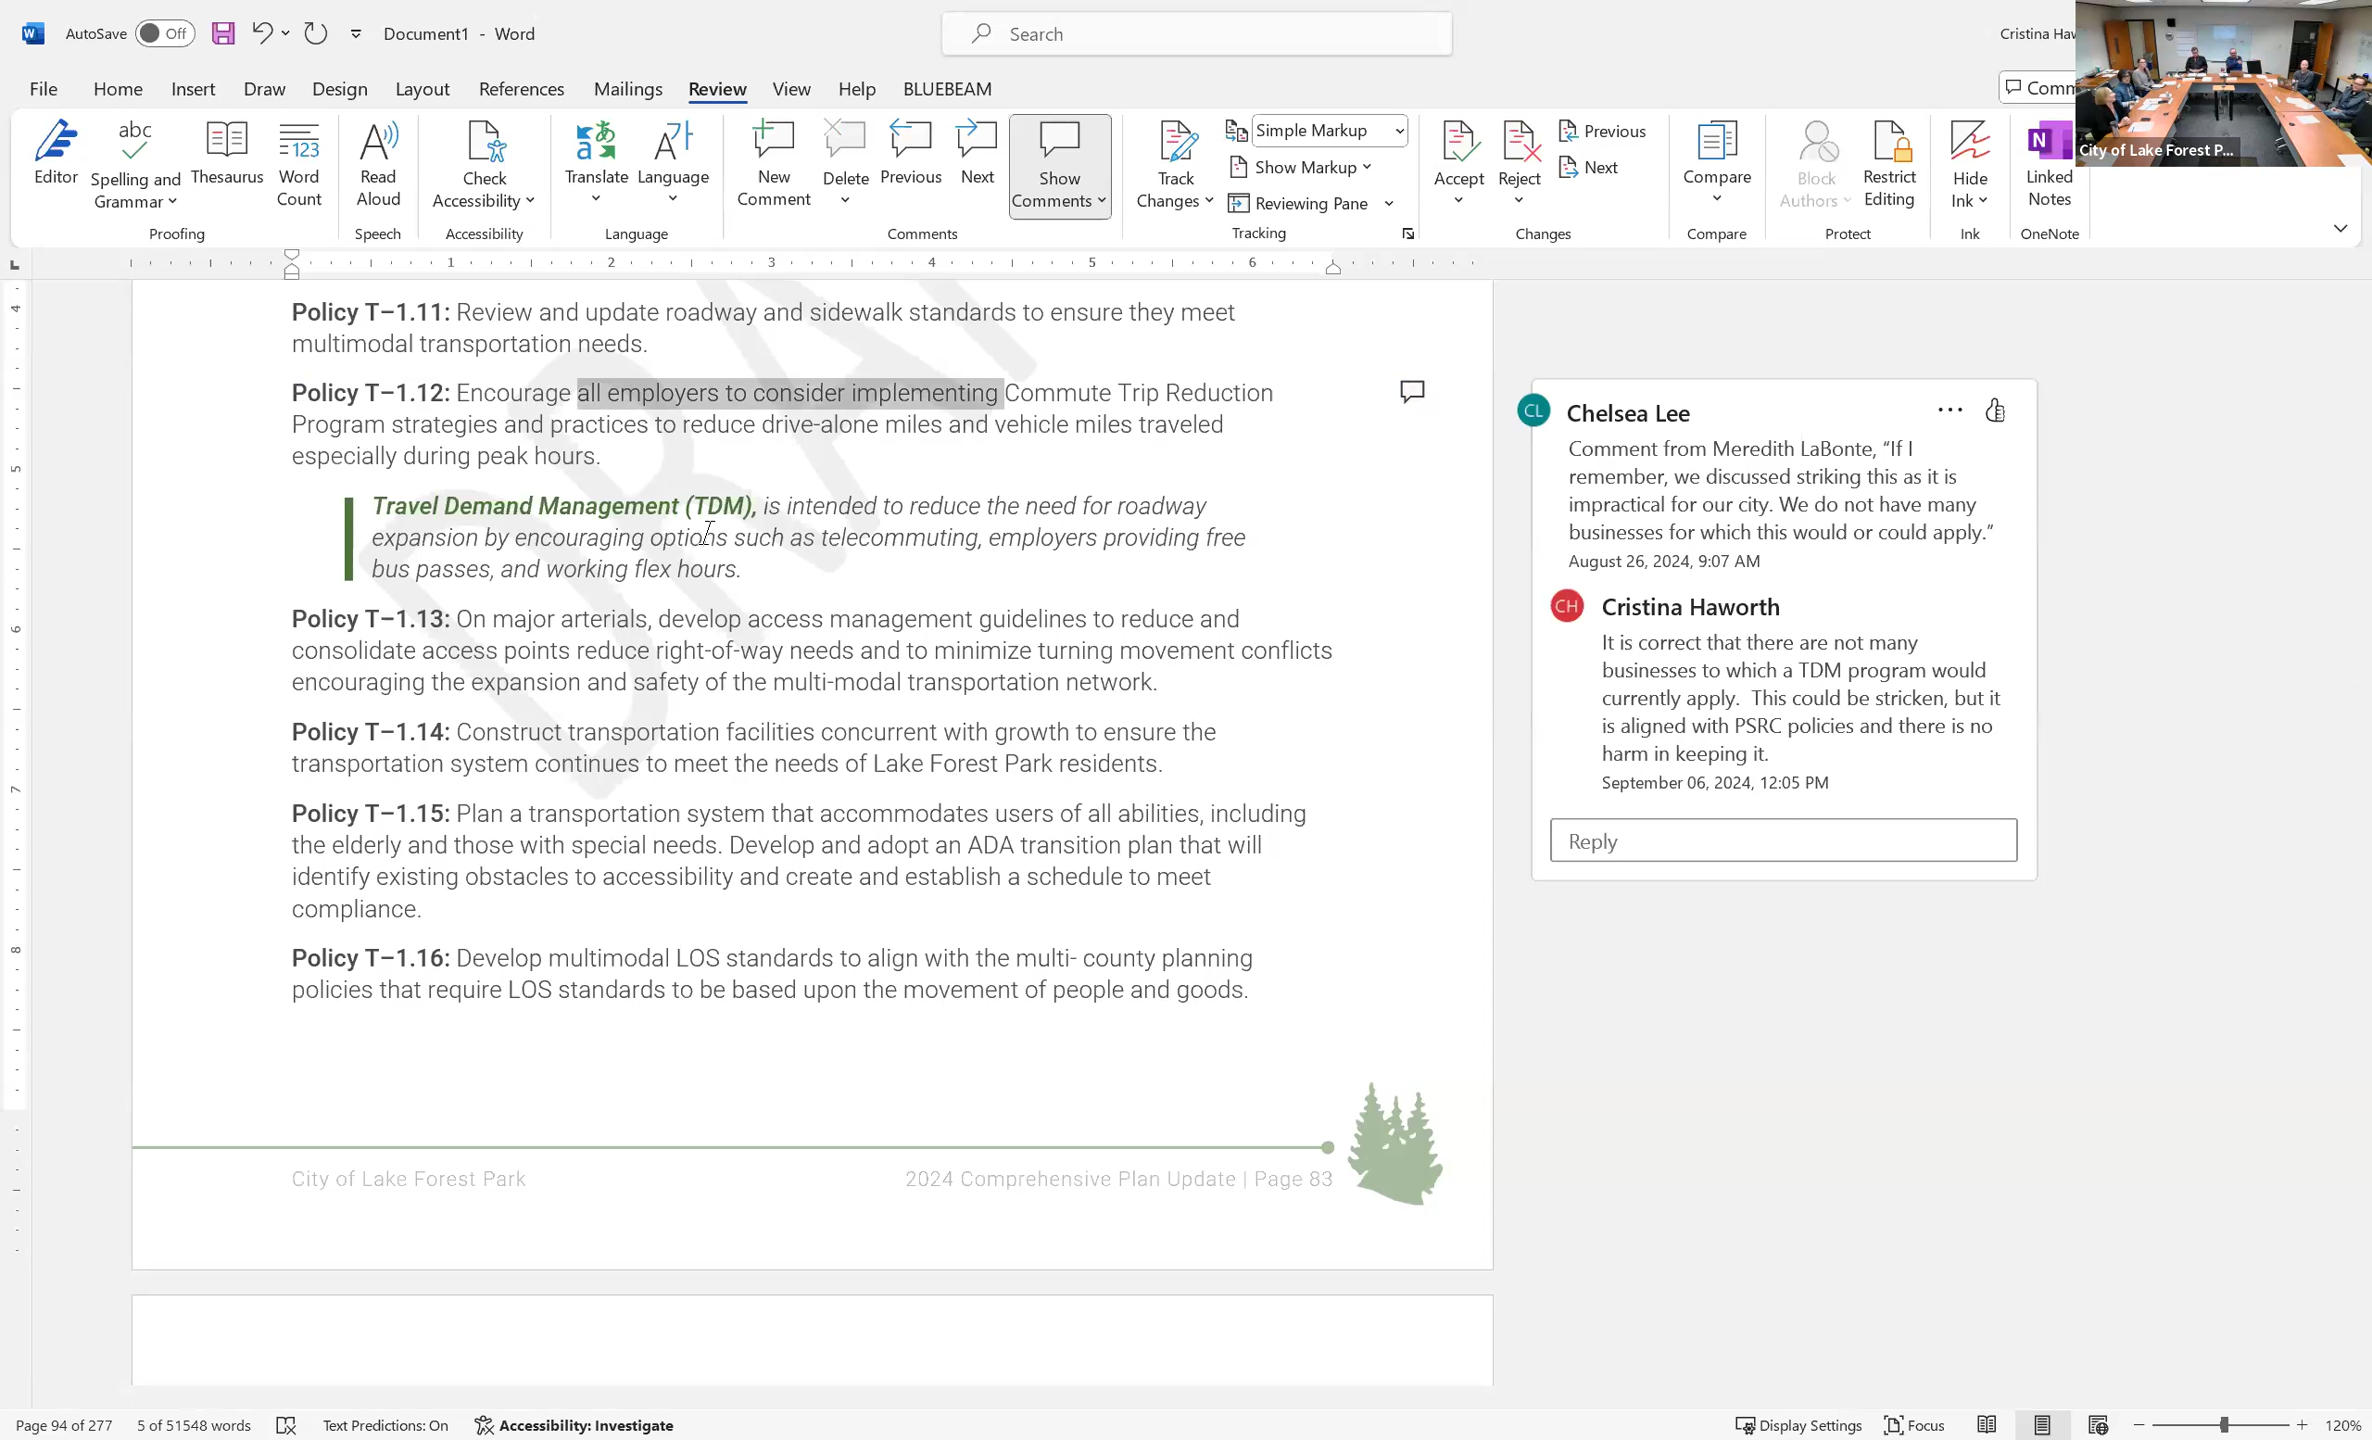 AutoSave Off Document1 - Word Search Cristina Haw
File Home Insert Draw Design Layout References Mailings Review View Help BLUEBEAM Comm
Editor
abc Spelling and Grammar
Thesaurus
123 Word Count
Read Aloud
Check Accessibility
Translate
Language
New Comment
Delete
Previous
Next
Show Comments
Track Changes
Simple Markup
Show Markup
Reviewing Pane
Accept
Reject
Previous
Next
Compare
Block Authors
Restrict Editing
Hide Ink
Linked Notes
Proofing Speech Accessibility Language Comments Tracking Changes Compare Protect Ink OneNote
City of Lake Forest P...
1 2 3 4 5 6
DRA
Policy T–1.11: Review and update roadway and sidewalk standards to ensure they meet
multimodal transportation needs.
Policy T–1.12: Encourage all employers to consider implementing Commute Trip Reduction
Program strategies and practices to reduce drive-alone miles and vehicle miles traveled
especially during peak hours.
Travel Demand Management (TDM), is intended to reduce the need for roadway
expansion by encouraging options such as telecommuting, employers providing free
bus passes, and working flex hours.
Policy T–1.13: On major arterials, develop access management guidelines to reduce and
consolidate access points reduce right-of-way needs and to minimize turning movement conflicts
encouraging the expansion and safety of the multi-modal transportation network.
Policy T–1.14: Construct transportation facilities concurrent with growth to ensure the
transportation system continues to meet the needs of Lake Forest Park residents.
Policy T–1.15: Plan a transportation system that accommodates users of all abilities, including
the elderly and those with special needs. Develop and adopt an ADA transition plan that will
identify existing obstacles to accessibility and create and establish a schedule to meet
compliance.
Policy T–1.16: Develop multimodal LOS standards to align with the multi- county planning
policies that require LOS standards to be based upon the movement of people and goods.
City of Lake Forest Park 2024 Comprehensive Plan Update | Page 83
4
5
6
7
8
CL Chelsea Lee
Comment from Meredith LaBonte, “If I
remember, we discussed striking this as it is
impractical for our city. We do not have many
businesses for which this would or could apply.”
August 26, 2024, 9:07 AM
CH Cristina Haworth
It is correct that there are not many
businesses to which a TDM program would
currently apply. This could be stricken, but it
is aligned with PSRC policies and there is no
harm in keeping it.
September 06, 2024, 12:05 PM
Reply
Page 94 of 277 5 of 51548 words Text Predictions: On Accessibility: Investigate Display Settings Focus 120%